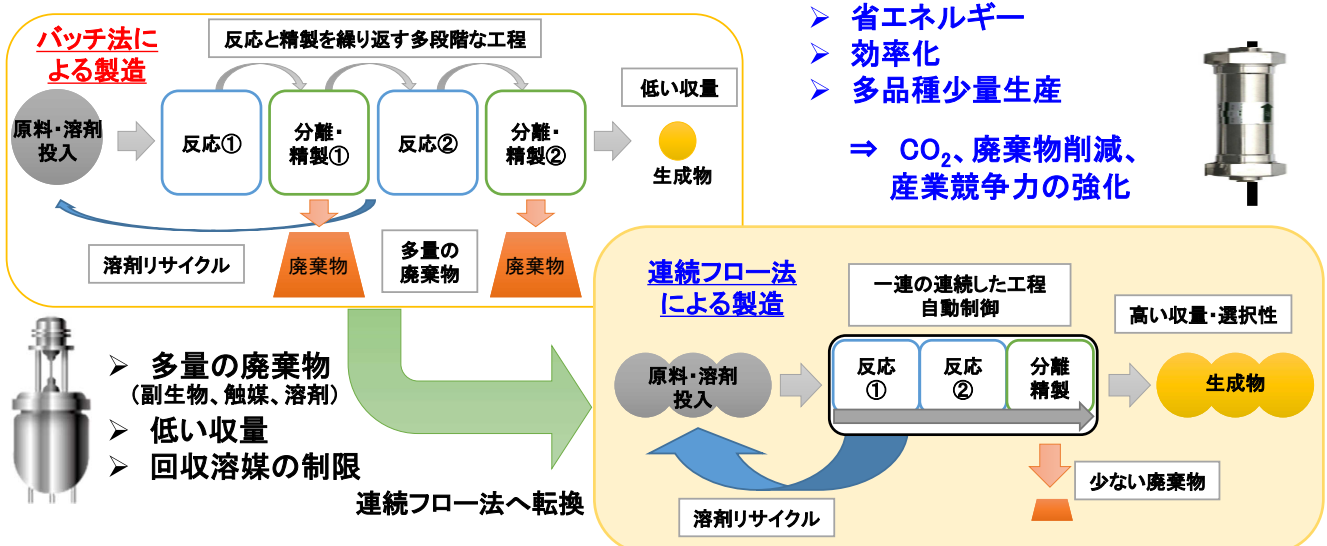 バッチ法に
よる製造
反応と精製を繰り返す多段階な工程
原料・溶剤
投入
反応①
分離・
精製①
反応②
分離・
精製②
低い収量
生成物
溶剤リサイクル
廃棄物
多量の
廃棄物
廃棄物
➢ 省エネルギー
➢ 効率化
➢ 多品種少量生産
⇒ CO₂、廃棄物削減、
産業競争力の強化
➢ 多量の廃棄物
（副生物、触媒、溶剤）
➢ 低い収量
➢ 回収溶媒の制限
連続フロー法へ転換
連続フロー法
による製造
一連の連続した工程
自動制御
高い収量・選択性
原料・溶剤
投入
反応
①
反応
②
分離
精製
生成物
溶剤リサイクル
少ない廃棄物